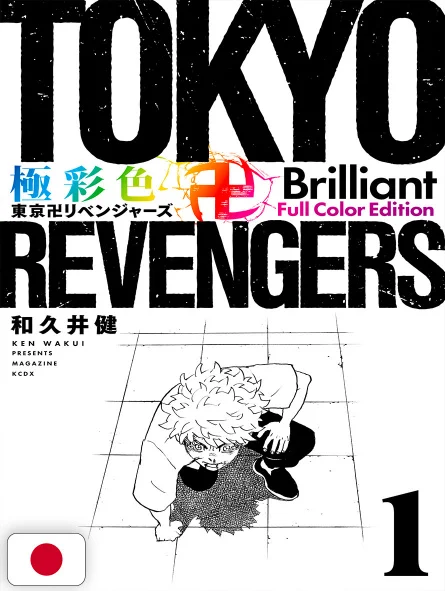 TOKYO
極彩色 卍 Brilliant
東京卍リベンジャーズ Full Color Edition
REVENGERS
和久井健
KEN WAKUI
PRESENTS
MAGAZINE
KCDX
1